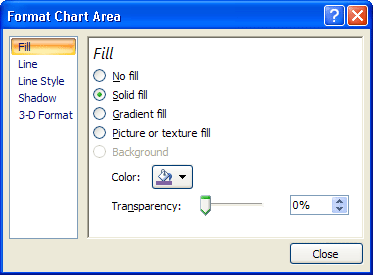 Format Chart Area
Fill
Line
Line Style
Shadow
3-D Format
Fill
No fill
Solid fill
Gradient fill
Picture or texture fill
Background
Color:
Transparency:
0%
Close